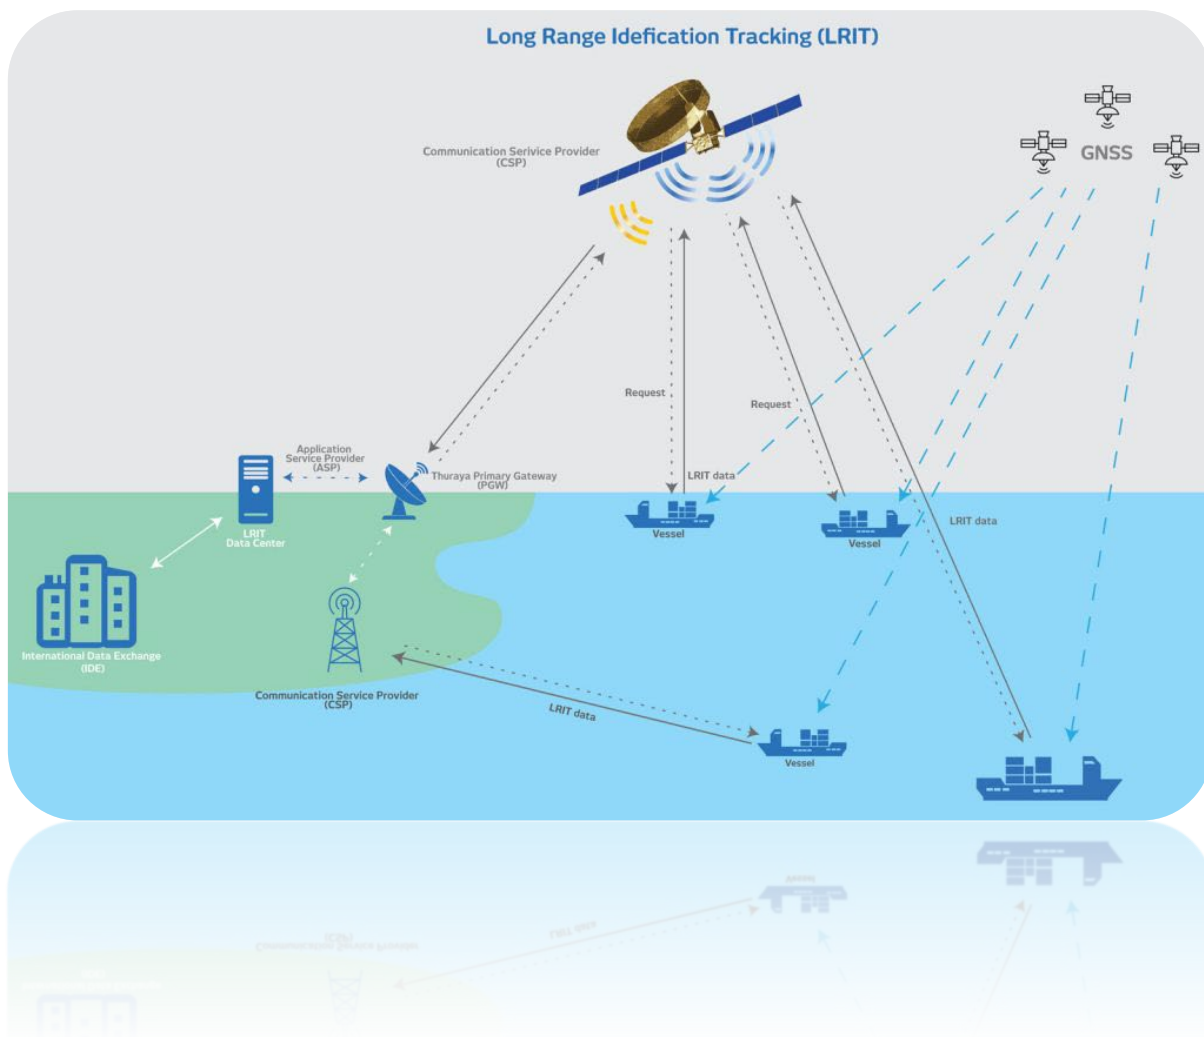 Long Range Idefication Tracking (LRIT)
Communication Serivice Provider
(CSP)
GNSS
Request
Request
Application
Service Provider
(ASP)
Thuraya Primary Gateway
(PGW)
LRIT data
LRIT
Data Center
Vessel
Vessel
LRIT data
International Data Exchange
(IDE)
Communication Service Provider
(CSP)
LRIT data
Vessel